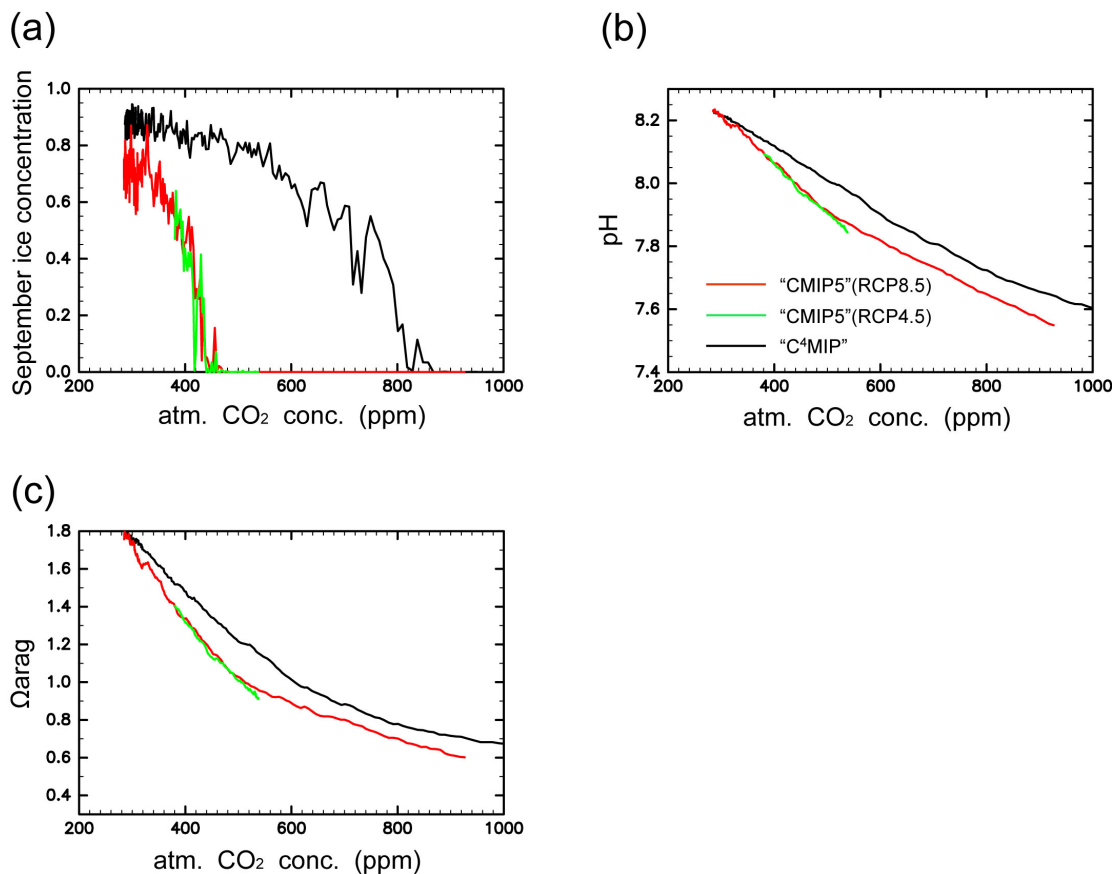 (a)
September ice concentration
1.0
0.8
0.6
0.4
0.2
0.0
200 400 600 800 1000
atm. CO₂ conc. (ppm)
(b)
pH
8.2
8.0
7.8
7.6
7.4
"CMIP5"(RCP8.5)
"CMIP5"(RCP4.5)
"C⁴MIP"
200 400 600 800 1000
atm. CO₂ conc. (ppm)
(c)
Ωarag
1.8
1.6
1.4
1.2
1.0
0.8
0.6
0.4
200 400 600 800 1000
atm. CO₂ conc. (ppm)